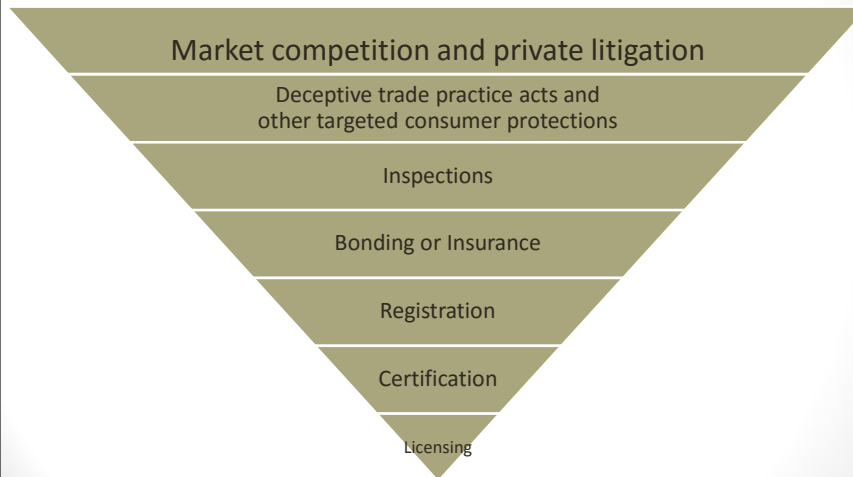 Market competition and private litigation
Deceptive trade practice acts and
other targeted consumer protections
Inspections
Bonding or Insurance
Registration
Certification
Licensing